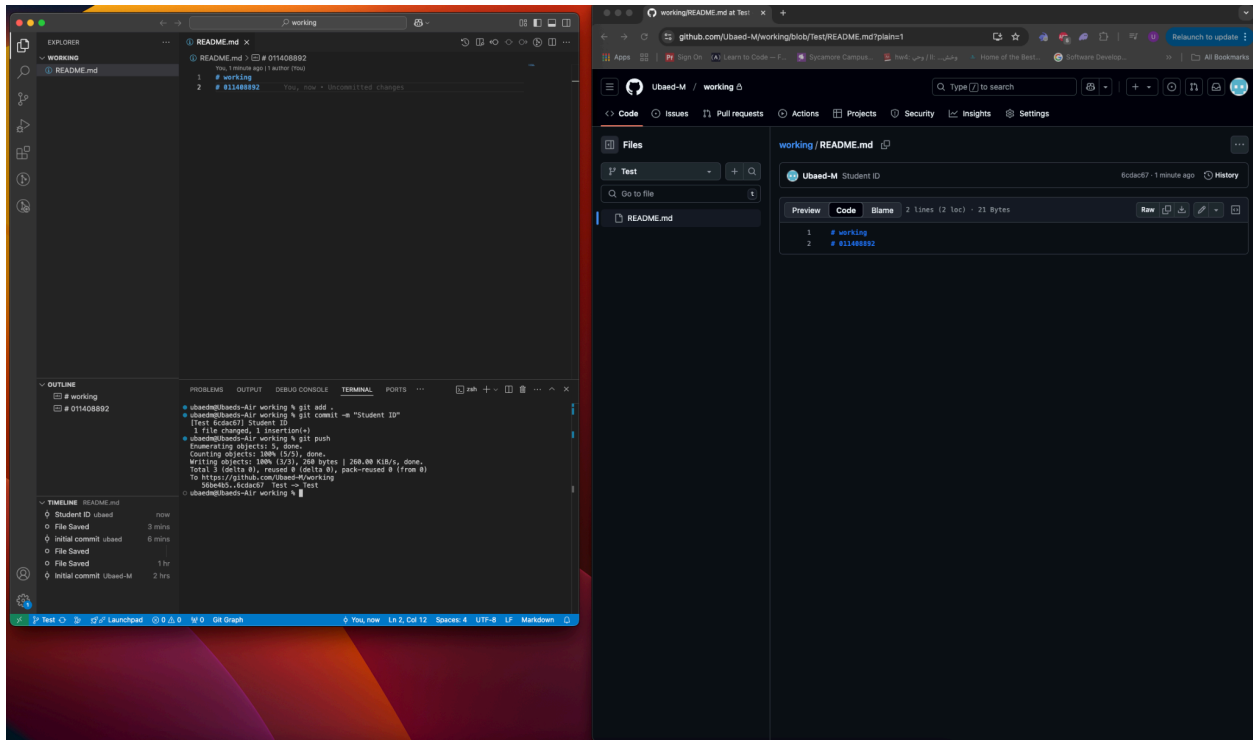 working
EXPLORER
WORKING
README.md
OUTLINE
# working
# 011408892
TIMELINE README.md
Student ID ubaed now
File Saved 3 mins
initial commit ubaed 6 mins
File Saved
File Saved 1 hr
Initial commit Ubaed-M 2 hrs
README.md
README.md > # 011408892
You, 1 minute ago | 1 author (You)
1 # working
2 # 011408892 You, now • Uncommitted changes
PROBLEMS OUTPUT DEBUG CONSOLE TERMINAL PORTS
zsh
ubaedm@Ubaeds-Air working % git add .
ubaedm@Ubaeds-Air working % git commit -m "Student ID"
[Test 6cdac67] Student ID
1 file changed, 1 insertion(+)
ubaedm@Ubaeds-Air working % git push
Enumerating objects: 5, done.
Counting objects: 100% (5/5), done.
Writing objects: 100% (3/3), 260 bytes | 260.00 KiB/s, done.
Total 3 (delta 0), reused 0 (delta 0), pack-reused 0 (from 0)
To https://github.com/Ubaed-M/working
56be4b5..6cdac67 Test -> Test
ubaedm@Ubaeds-Air working %
Test Launchpad 0 0 0 Git Graph You, now Ln 2, Col 12 Spaces: 4 UTF-8 LF Markdown
working/README.md at Test
github.com/Ubaed-M/working/blob/Test/README.md?plain=1
Relaunch to update
Apps Sign On Learn to Code — F... Sycamore Campus... Home of the Best... Software Develop... All Bookmarks
Ubaed-M / working
Type / to search
Code Issues Pull requests Actions Projects Security Insights Settings
Files
Test
Go to file t
README.md
working / README.md
Ubaed-M Student ID 6cdac67 · 1 minute ago History
Preview Code Blame 2 lines (2 loc) · 21 Bytes Raw
1 # working
2 # 011408892